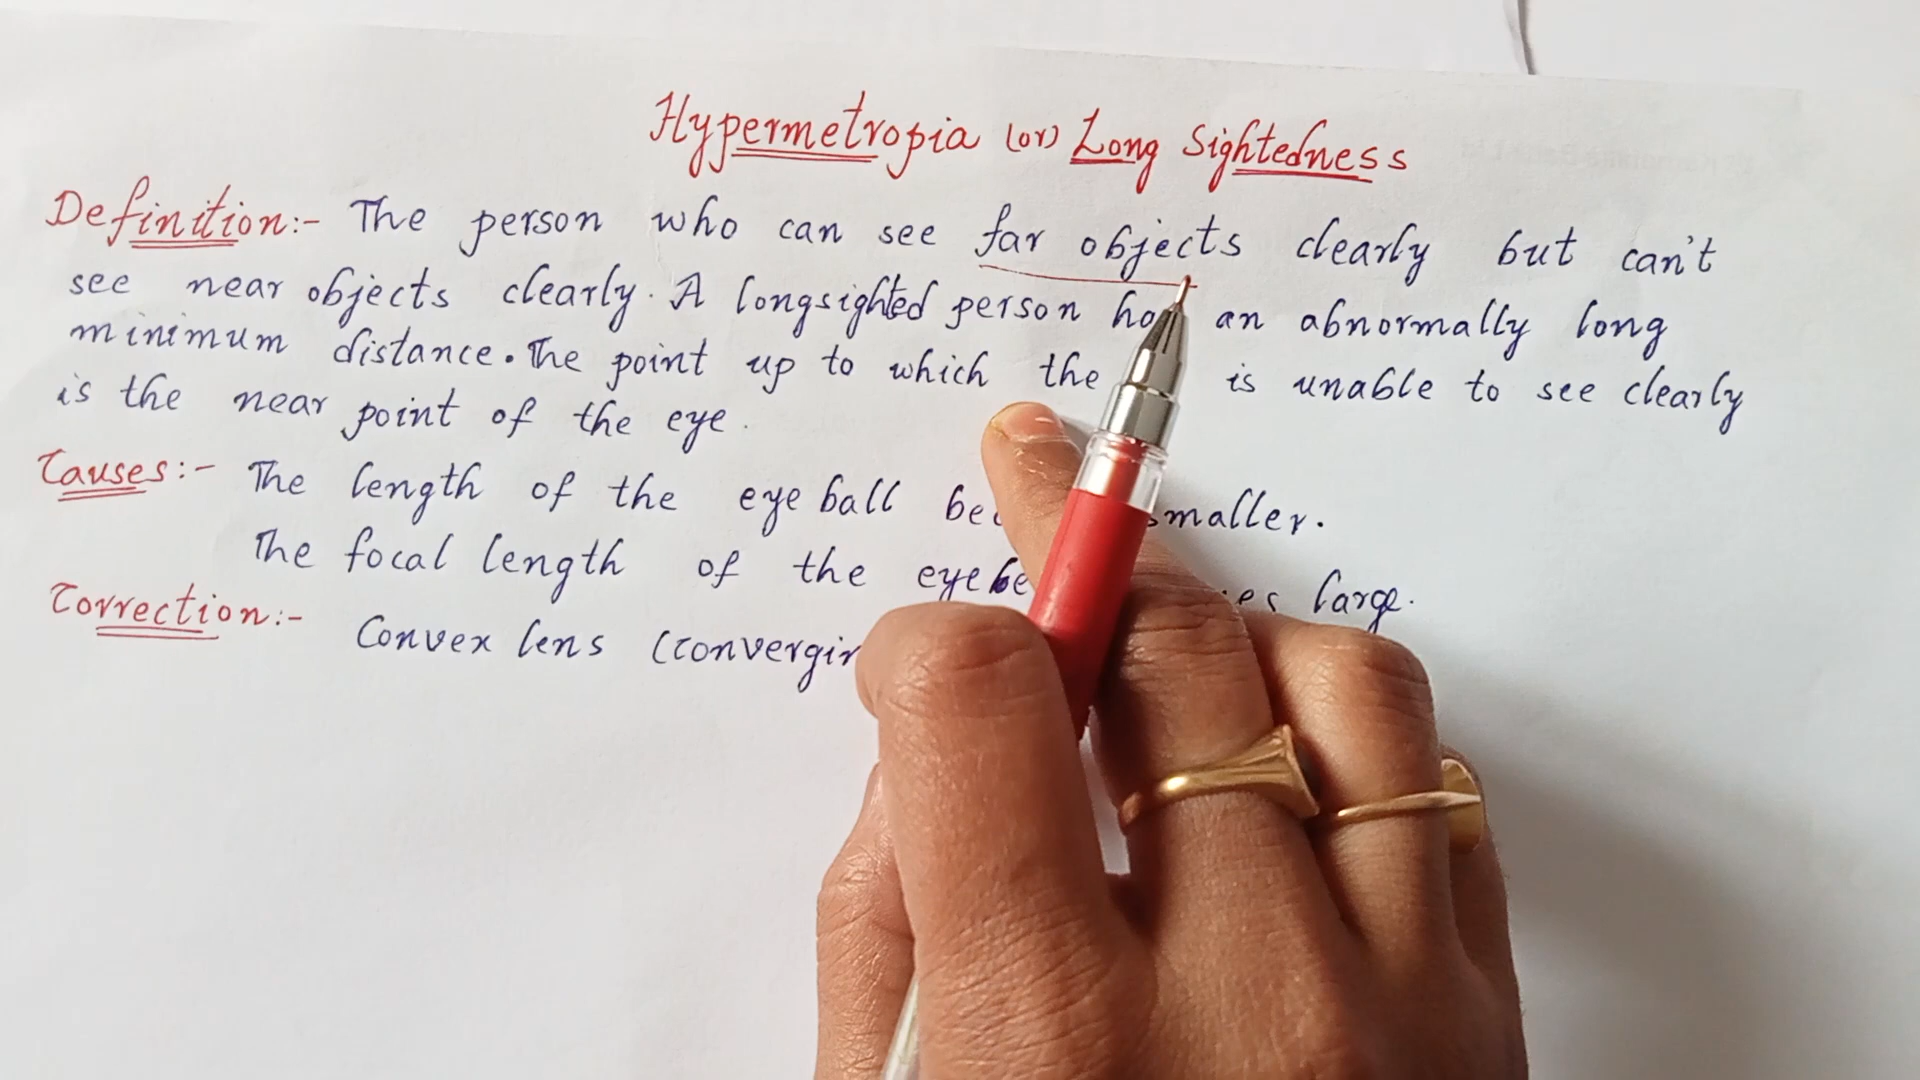 Hypermetropia (or) Long Sightedness
Definition:- The person who can see far objects clearly but can't
see near objects clearly. A longsighted person an abnormally long
minimum distance. The point up to which the is unable to see clearly
is the near point of the eye.
Causes:- The length of the eye ball smaller.
The focal length of the large.
Correction:- Convex lens